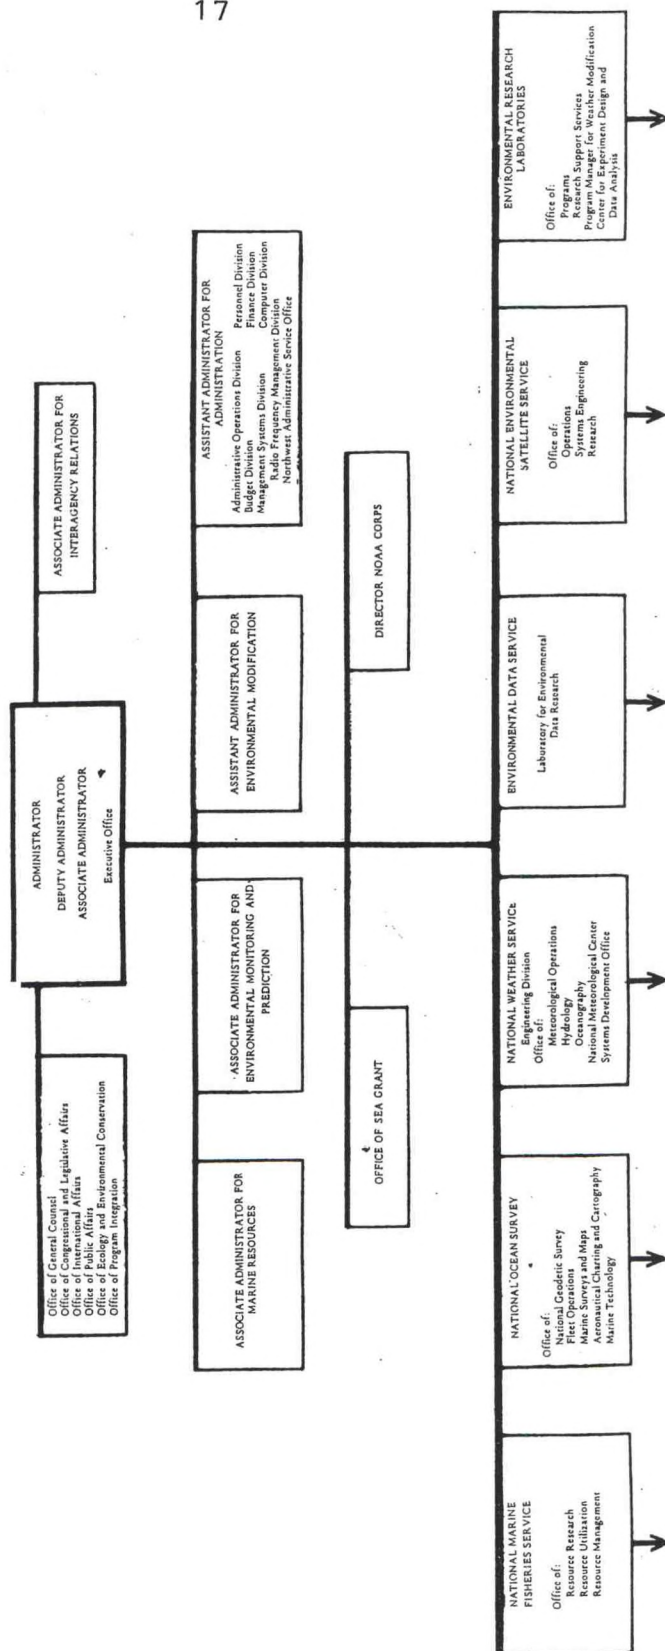 17
ADMINISTRATOR
DEPUTY ADMINISTRATOR
ASSOCIATE ADMINISTRATOR
Executive Office
Office of General Counsel
Office of Congressional and Legislative Affairs
Office of International Affairs
Office of Public Affairs
Office of Ecology and Environmental Conservation
Office of Program Integration
ASSOCIATE ADMINISTRATOR FOR
INTERAGENCY RELATIONS
ASSOCIATE ADMINISTRATOR FOR
MARINE RESOURCES
ASSOCIATE ADMINISTRATOR FOR
ENVIRONMENTAL MONITORING AND
PREDICTION
ASSISTANT ADMINISTRATOR FOR
ENVIRONMENTAL MODIFICATION
ASSISTANT ADMINISTRATOR FOR
ADMINISTRATION
Administrative Operations Division Personnel Division
Budget Division Finance Division
Management Systems Division Computer Division
Radio Frequency Management Division
Northwest Administrative Service Office
OFFICE OF SEA GRANT
DIRECTOR NOAA CORPS
NATIONAL MARINE
FISHERIES SERVICE
Office of:
Resource Research
Resource Utilization
Resource Management
NATIONAL OCEAN SURVEY
Office of:
National Geodetic Survey
Fleet Operations
Marine Surveys and Maps
Aeronautical Charting and Cartography
Marine Technology
NATIONAL WEATHER SERVICE
Engineering Division
Office of:
Meteorological Operations
Hydrology
Oceanography
National Meteorological Center
Systems Development Office
ENVIRONMENTAL DATA SERVICE
Laboratory for Environmental
Data Research
NATIONAL ENVIRONMENTAL
SATELLITE SERVICE
Office of:
Operations
Systems Engineering
Research
ENVIRONMENTAL RESEARCH
LABORATORIES
Office of:
Programs
Research Support Services
Program Manager for Weather Modification
Center for Experiment Design and
Data Analysis